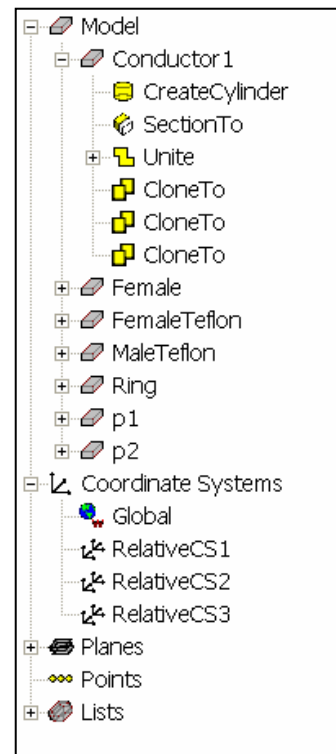 Model
Conductor1
CreateCylinder
SectionTo
Unite
CloneTo
CloneTo
CloneTo
Female
FemaleTeflon
MaleTeflon
Ring
p1
p2
Coordinate Systems
Global
RelativeCS1
RelativeCS2
RelativeCS3
Planes
Points
Lists